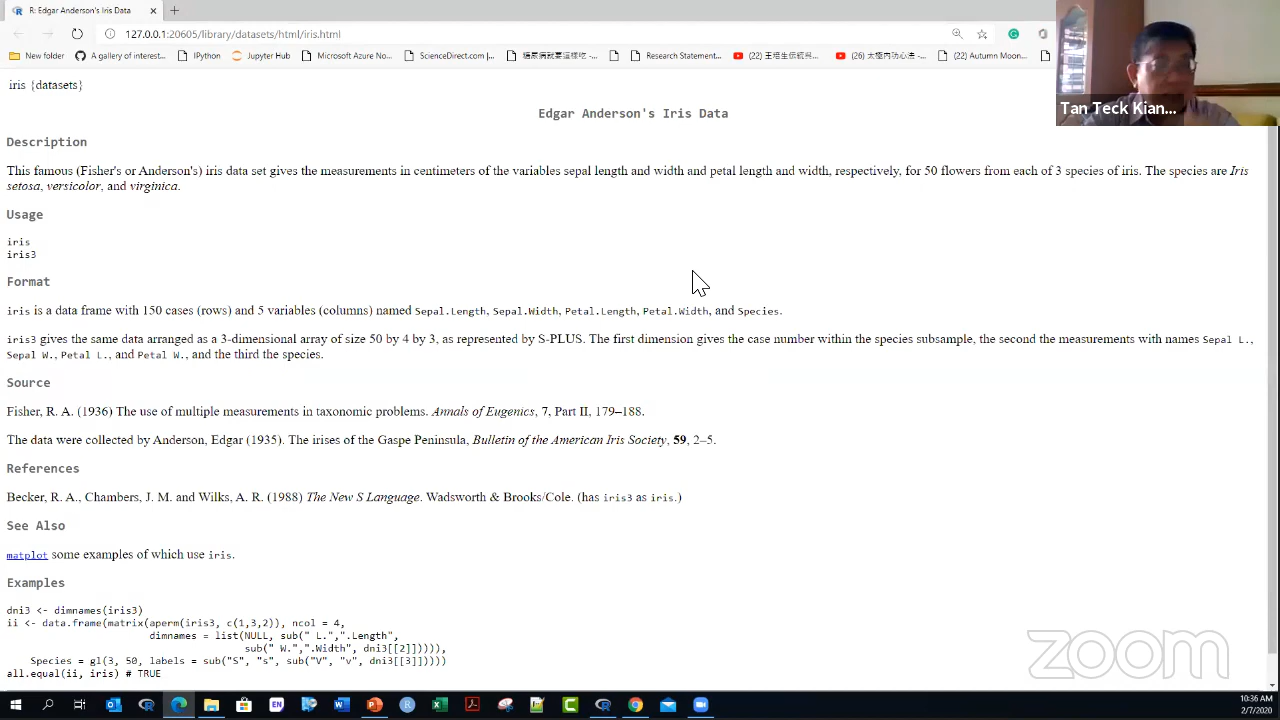 R: Edgar Anderson's Iris Data
127.0.0.1:20605/library/datasets/html/iris.html
New folder
A gallery of interest...
IPython
Jupyter Hub
Mathematical Mode...
ScienceDirect.com |...
Research Statement...
(22) Autumn Moon...
iris {datasets}
Tan Teck Kian...
Edgar Anderson's Iris Data
Description
This famous (Fisher's or Anderson's) iris data set gives the measurements in centimeters of the variables sepal length and width and petal length and width, respectively, for 50 flowers from each of 3 species of iris. The species are Iris
setosa, versicolor, and virginica.
Usage
iris
iris3
Format
iris is a data frame with 150 cases (rows) and 5 variables (columns) named Sepal.Length, Sepal.Width, Petal.Length, Petal.Width, and Species.
iris3 gives the same data arranged as a 3-dimensional array of size 50 by 4 by 3, as represented by S-PLUS. The first dimension gives the case number within the species subsample, the second the measurements with names Sepal L.,
Sepal W., Petal L., and Petal W., and the third the species.
Source
Fisher, R. A. (1936) The use of multiple measurements in taxonomic problems. Annals of Eugenics, 7, Part II, 179–188.
The data were collected by Anderson, Edgar (1935). The irises of the Gaspe Peninsula, Bulletin of the American Iris Society, 59, 2–5.
References
Becker, R. A., Chambers, J. M. and Wilks, A. R. (1988) The New S Language. Wadsworth & Brooks/Cole. (has iris3 as iris.)
See Also
matplot some examples of which use iris.
Examples
dni3 <- dimnames(iris3)
ii <- data.frame(matrix(aperm(iris3, c(1,3,2)), ncol = 4,
dimnames = list(NULL, sub(" L.",".Length",
sub(" W.",".Width", dni3[[2]])))),
Species = gl(3, 50, labels = sub("S", "s", sub("V", "v", dni3[[3]]))))
all.equal(ii, iris) # TRUE
zoom
EN
10:36 AM
2/7/2020